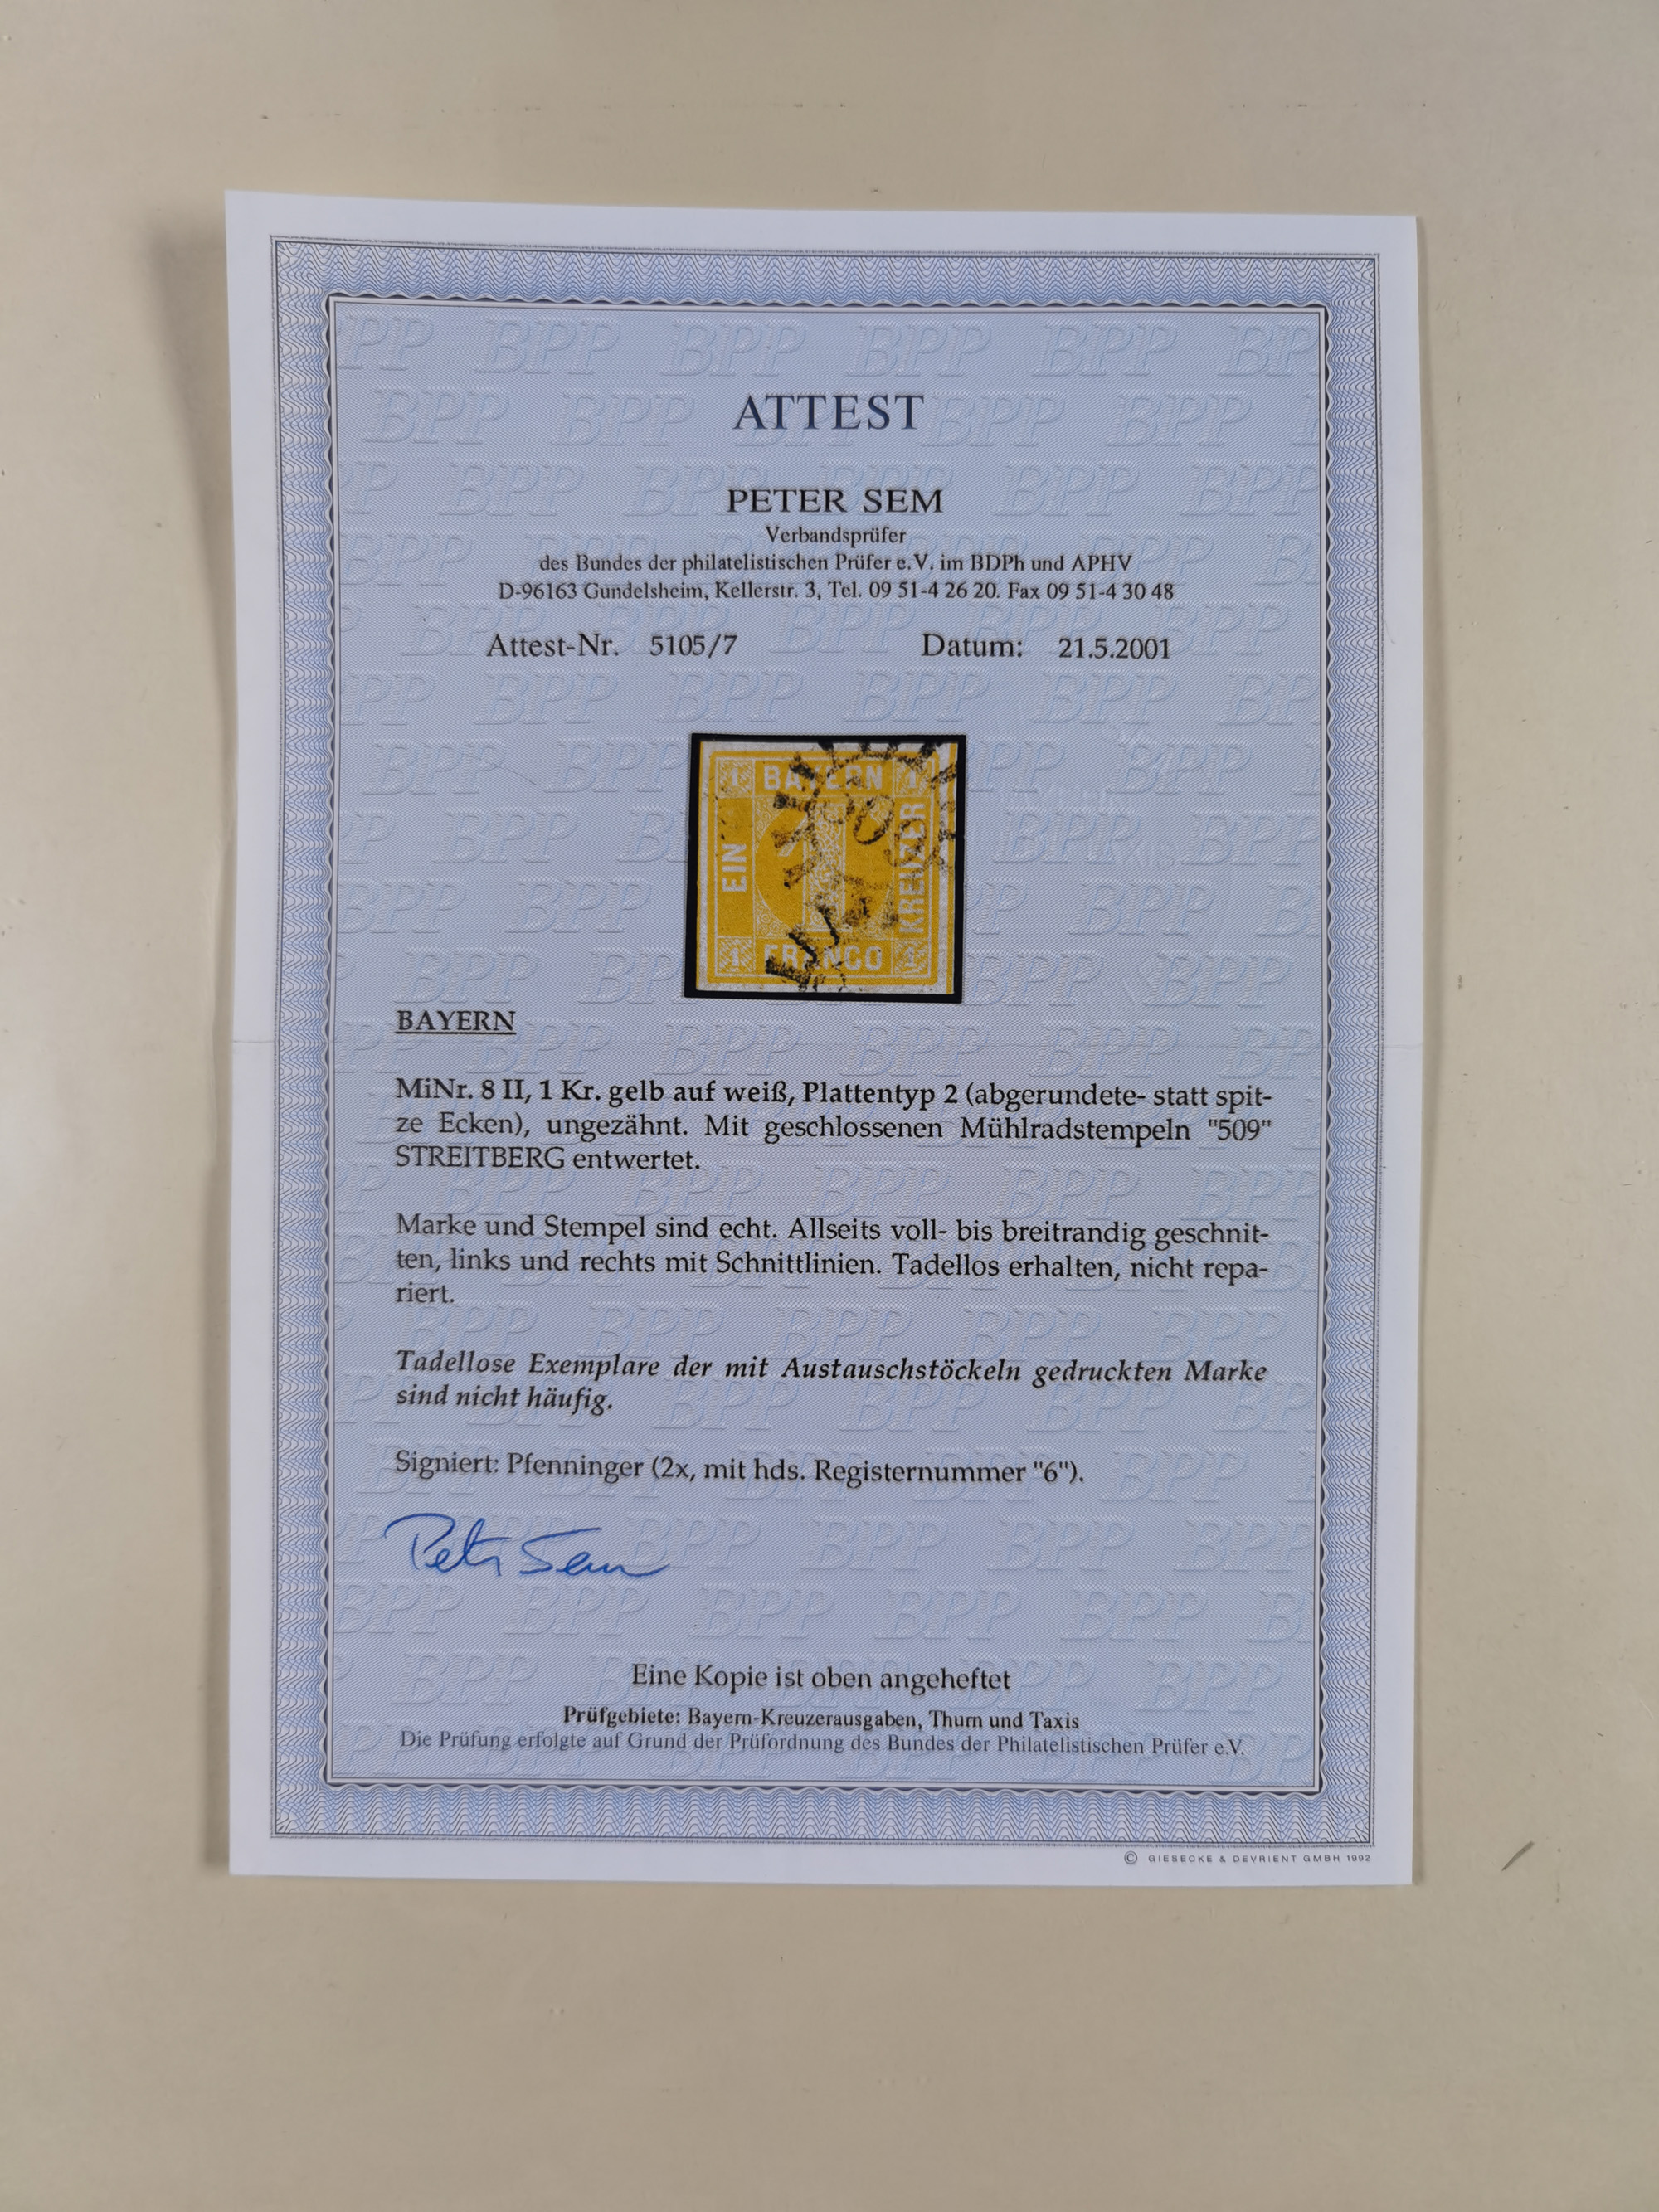 ATTEST
PETER SEM
Verbandsprüfer
des Bundes der philatelistischen Prüfer e.V. im BDPh und APHV
D-96163 Gundelsheim, Kellerstr. 3, Tel. 09 51-4 26 20. Fax 09 51-4 30 48
Attest-Nr. 5105/7 Datum: 21.5.2001
1 BAYERN 1
EIN
KREUZER
509
1 FRANCO 1
BAYERN
MiNr. 8 II, 1 Kr. gelb auf weiß, Plattentyp 2 (abgerundete- statt spit-
ze Ecken), ungezähnt. Mit geschlossenen Mühlradstempeln "509"
STREITBERG entwertet.
Marke und Stempel sind echt. Allseits voll- bis breitrandig geschnit-
ten, links und rechts mit Schnittlinien. Tadellos erhalten, nicht repa-
riert.
Tadellose Exemplare der mit Austauschstöckeln gedruckten Marke
sind nicht häufig.
Signiert: Pfenninger (2x, mit hds. Registernummer "6").
Peter Sem
Eine Kopie ist oben angeheftet
Prüfgebiete: Bayern-Kreuzerausgaben, Thurn und Taxis
Die Prüfung erfolgte auf Grund der Prüfordnung des Bundes der Philatelistischen Prüfer e.V.
© GIESECKE & DEVRIENT GMBH 1992